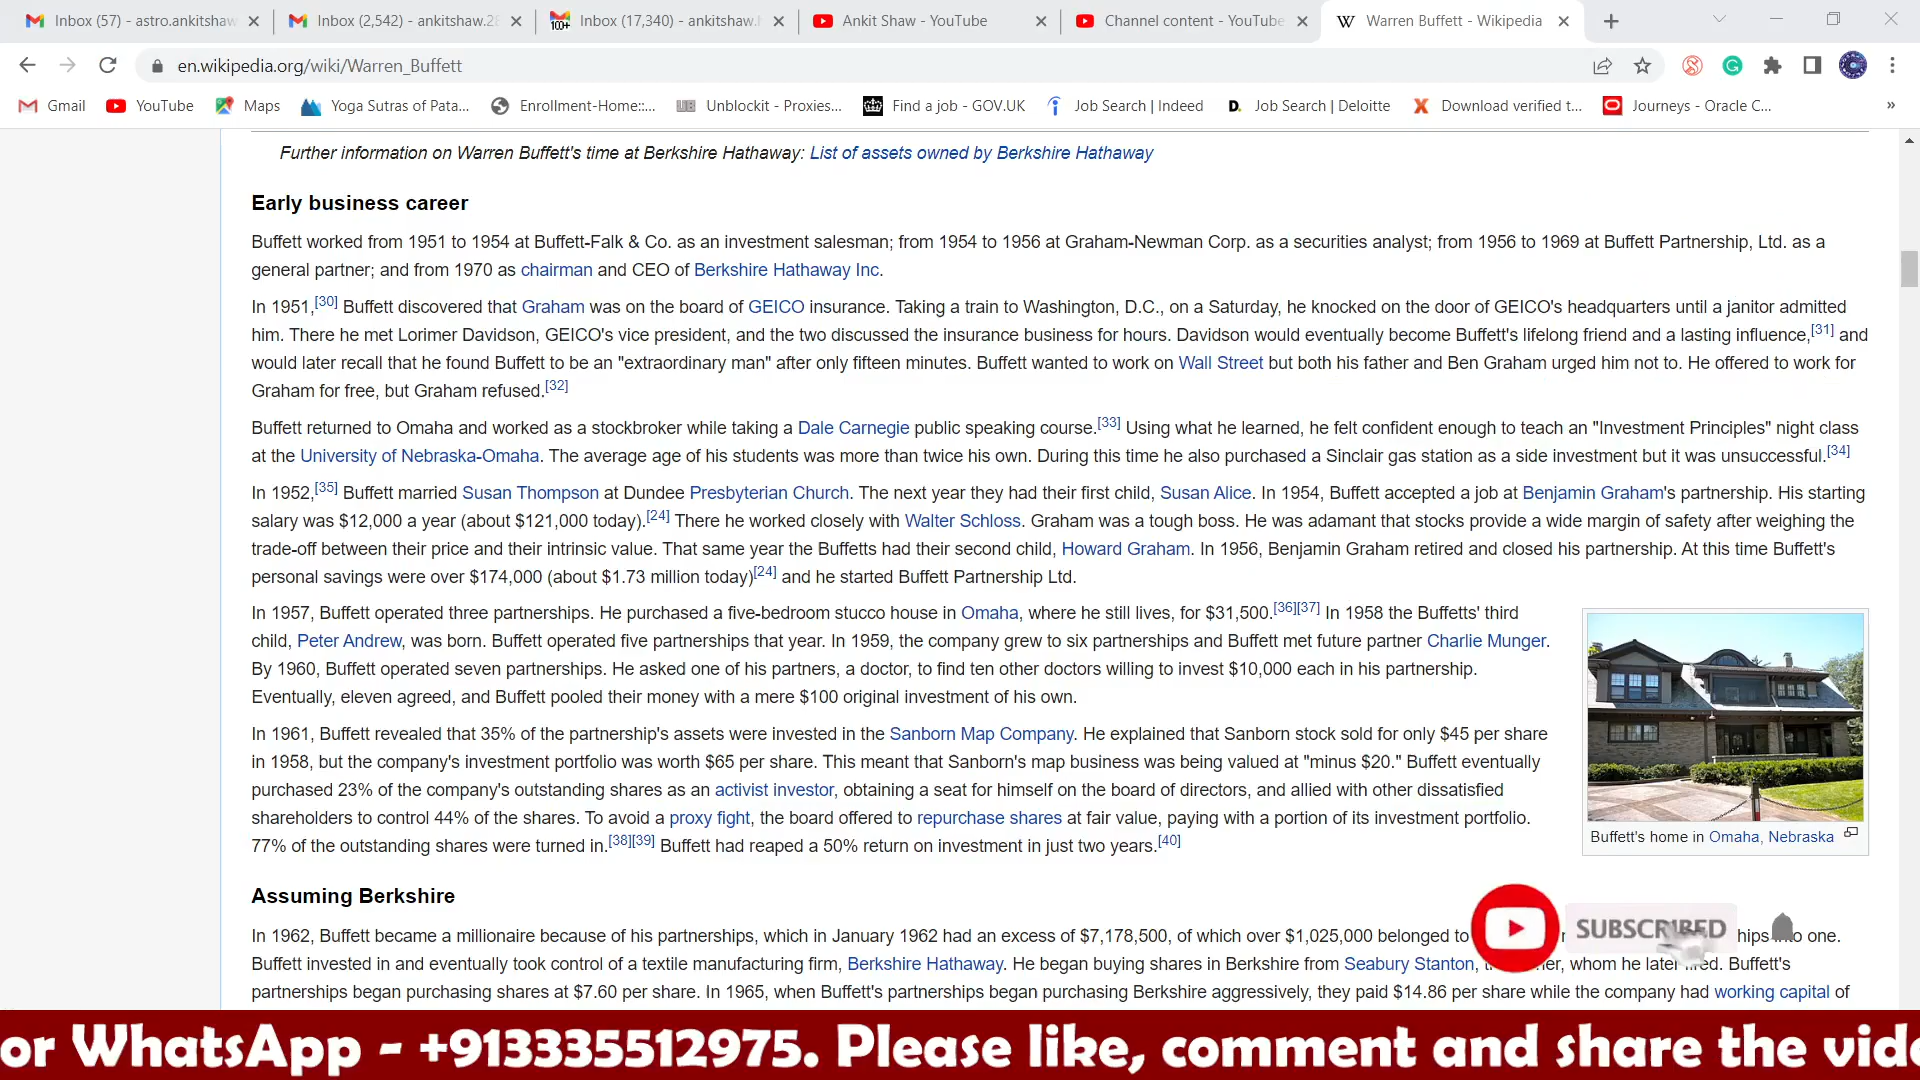 Inbox (57) - astro.ankitshaw
Inbox (2,542) - ankitshaw.28
Inbox (17,340) - ankitshaw.
Ankit Shaw - YouTube
Channel content - YouTube
Warren Buffett - Wikipedia
en.wikipedia.org/wiki/Warren_Buffett
Gmail
YouTube
Maps
Yoga Sutras of Pata...
Enrollment-Home::...
Unblockit - Proxies...
Find a job - GOV.UK
Job Search | Indeed
Job Search | Deloitte
Download verified t...
Journeys - Oracle C...
Further information on Warren Buffett's time at Berkshire Hathaway: List of assets owned by Berkshire Hathaway
Early business career
Buffett worked from 1951 to 1954 at Buffett-Falk & Co. as an investment salesman; from 1954 to 1956 at Graham-Newman Corp. as a securities analyst; from 1956 to 1969 at Buffett Partnership, Ltd. as a
general partner; and from 1970 as chairman and CEO of Berkshire Hathaway Inc.
In 1951,[30] Buffett discovered that Graham was on the board of GEICO insurance. Taking a train to Washington, D.C., on a Saturday, he knocked on the door of GEICO's headquarters until a janitor admitted
him. There he met Lorimer Davidson, GEICO's vice president, and the two discussed the insurance business for hours. Davidson would eventually become Buffett's lifelong friend and a lasting influence,[31] and
would later recall that he found Buffett to be an "extraordinary man" after only fifteen minutes. Buffett wanted to work on Wall Street but both his father and Ben Graham urged him not to. He offered to work for
Graham for free, but Graham refused.[32]
Buffett returned to Omaha and worked as a stockbroker while taking a Dale Carnegie public speaking course.[33] Using what he learned, he felt confident enough to teach an "Investment Principles" night class
at the University of Nebraska-Omaha. The average age of his students was more than twice his own. During this time he also purchased a Sinclair gas station as a side investment but it was unsuccessful.[34]
In 1952,[35] Buffett married Susan Thompson at Dundee Presbyterian Church. The next year they had their first child, Susan Alice. In 1954, Buffett accepted a job at Benjamin Graham's partnership. His starting
salary was $12,000 a year (about $121,000 today).[24] There he worked closely with Walter Schloss. Graham was a tough boss. He was adamant that stocks provide a wide margin of safety after weighing the
trade-off between their price and their intrinsic value. That same year the Buffetts had their second child, Howard Graham. In 1956, Benjamin Graham retired and closed his partnership. At this time Buffett's
personal savings were over $174,000 (about $1.73 million today)[24] and he started Buffett Partnership Ltd.
In 1957, Buffett operated three partnerships. He purchased a five-bedroom stucco house in Omaha, where he still lives, for $31,500.[36][37] In 1958 the Buffetts' third
child, Peter Andrew, was born. Buffett operated five partnerships that year. In 1959, the company grew to six partnerships and Buffett met future partner Charlie Munger.
By 1960, Buffett operated seven partnerships. He asked one of his partners, a doctor, to find ten other doctors willing to invest $10,000 each in his partnership.
Eventually, eleven agreed, and Buffett pooled their money with a mere $100 original investment of his own.
In 1961, Buffett revealed that 35% of the partnership's assets were invested in the Sanborn Map Company. He explained that Sanborn stock sold for only $45 per share
in 1958, but the company's investment portfolio was worth $65 per share. This meant that Sanborn's map business was being valued at "minus $20." Buffett eventually
purchased 23% of the company's outstanding shares as an activist investor, obtaining a seat for himself on the board of directors, and allied with other dissatisfied
shareholders to control 44% of the shares. To avoid a proxy fight, the board offered to repurchase shares at fair value, paying with a portion of its investment portfolio.
77% of the outstanding shares were turned in.[38][39] Buffett had reaped a 50% return on investment in just two years.[40]
Buffett's home in Omaha, Nebraska
Assuming Berkshire
In 1962, Buffett became a millionaire because of his partnerships, which in January 1962 had an excess of $7,178,500, of which over $1,025,000 belonged to one.
Buffett invested in and eventually took control of a textile manufacturing firm, Berkshire Hathaway. He began buying shares in Berkshire from Seabury Stanton, whom he later fired. Buffett's
partnerships began purchasing shares at $7.60 per share. In 1965, when Buffett's partnerships began purchasing Berkshire aggressively, they paid $14.86 per share while the company had working capital of
SUBSCRIBED
or WhatsApp - +913335512975. Please like, comment and share the vid